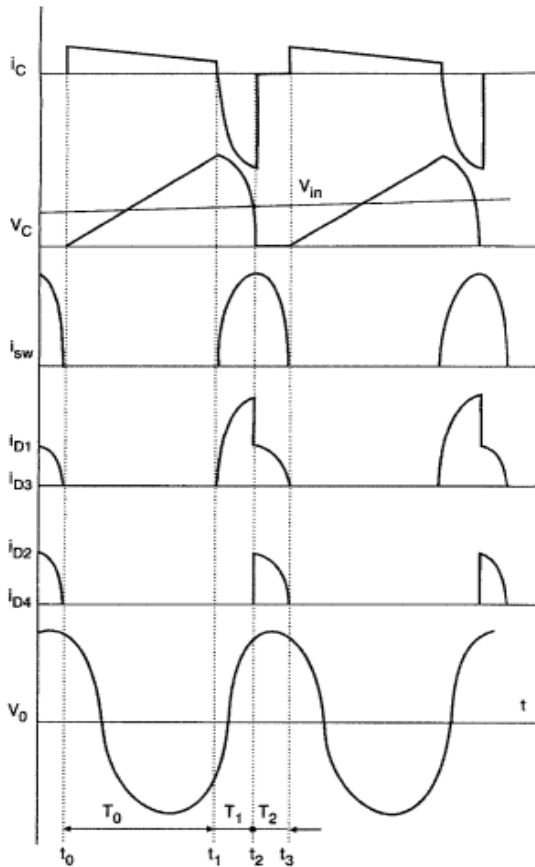 i_C
V_in
V_C
i_sw
i_D1
i_D3
i_D2
i_D4
V_0
t
T_0 T_1 T_2
t_0 t_1 t_2 t_3